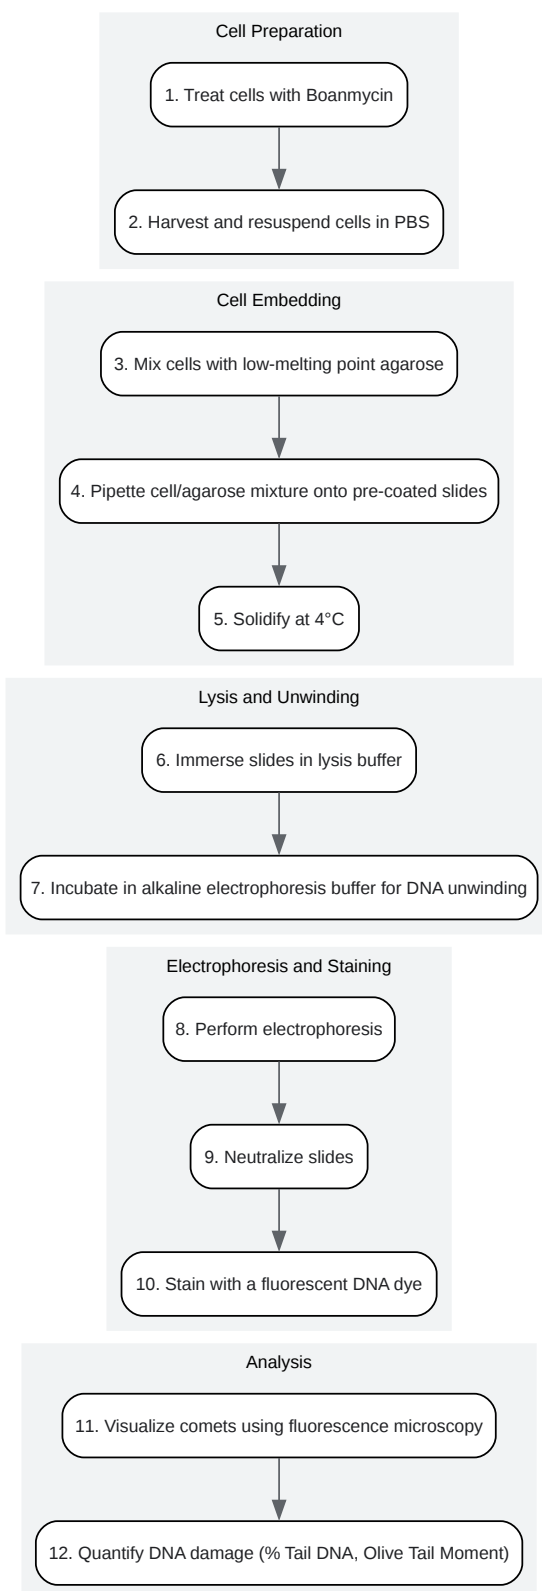 Cell Preparation
1. Treat cells with Boanmycin
2. Harvest and resuspend cells in PBS
Cell Embedding
3. Mix cells with low-melting point agarose
4. Pipette cell/agarose mixture onto pre-coated slides
5. Solidify at 4°C
Lysis and Unwinding
6. Immerse slides in lysis buffer
7. Incubate in alkaline electrophoresis buffer for DNA unwinding
Electrophoresis and Staining
8. Perform electrophoresis
9. Neutralize slides
10. Stain with a fluorescent DNA dye
Analysis
11. Visualize comets using fluorescence microscopy
12. Quantify DNA damage (% Tail DNA, Olive Tail Moment)